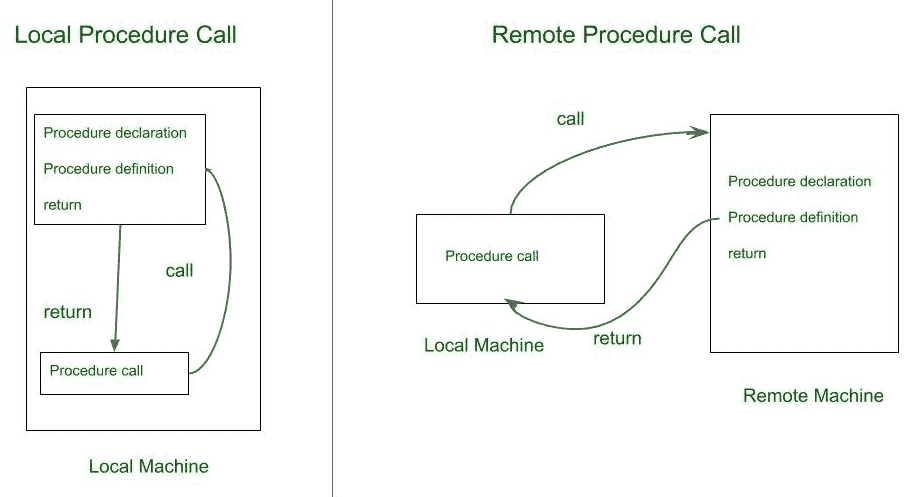 Local Procedure Call
Procedure declaration
Procedure definition
return
call
return
Procedure call
Local Machine
Remote Procedure Call
call
Procedure declaration
Procedure definition
return
Procedure call
Local Machine
return
Remote Machine